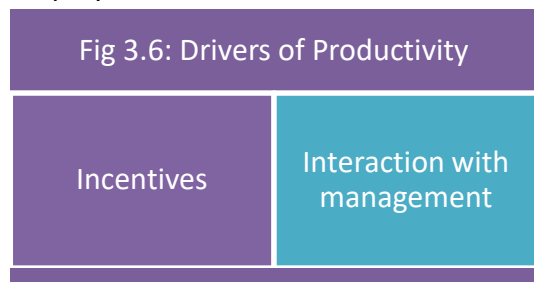 Fig 3.6: Drivers of Productivity
Incentives
Interaction with
management